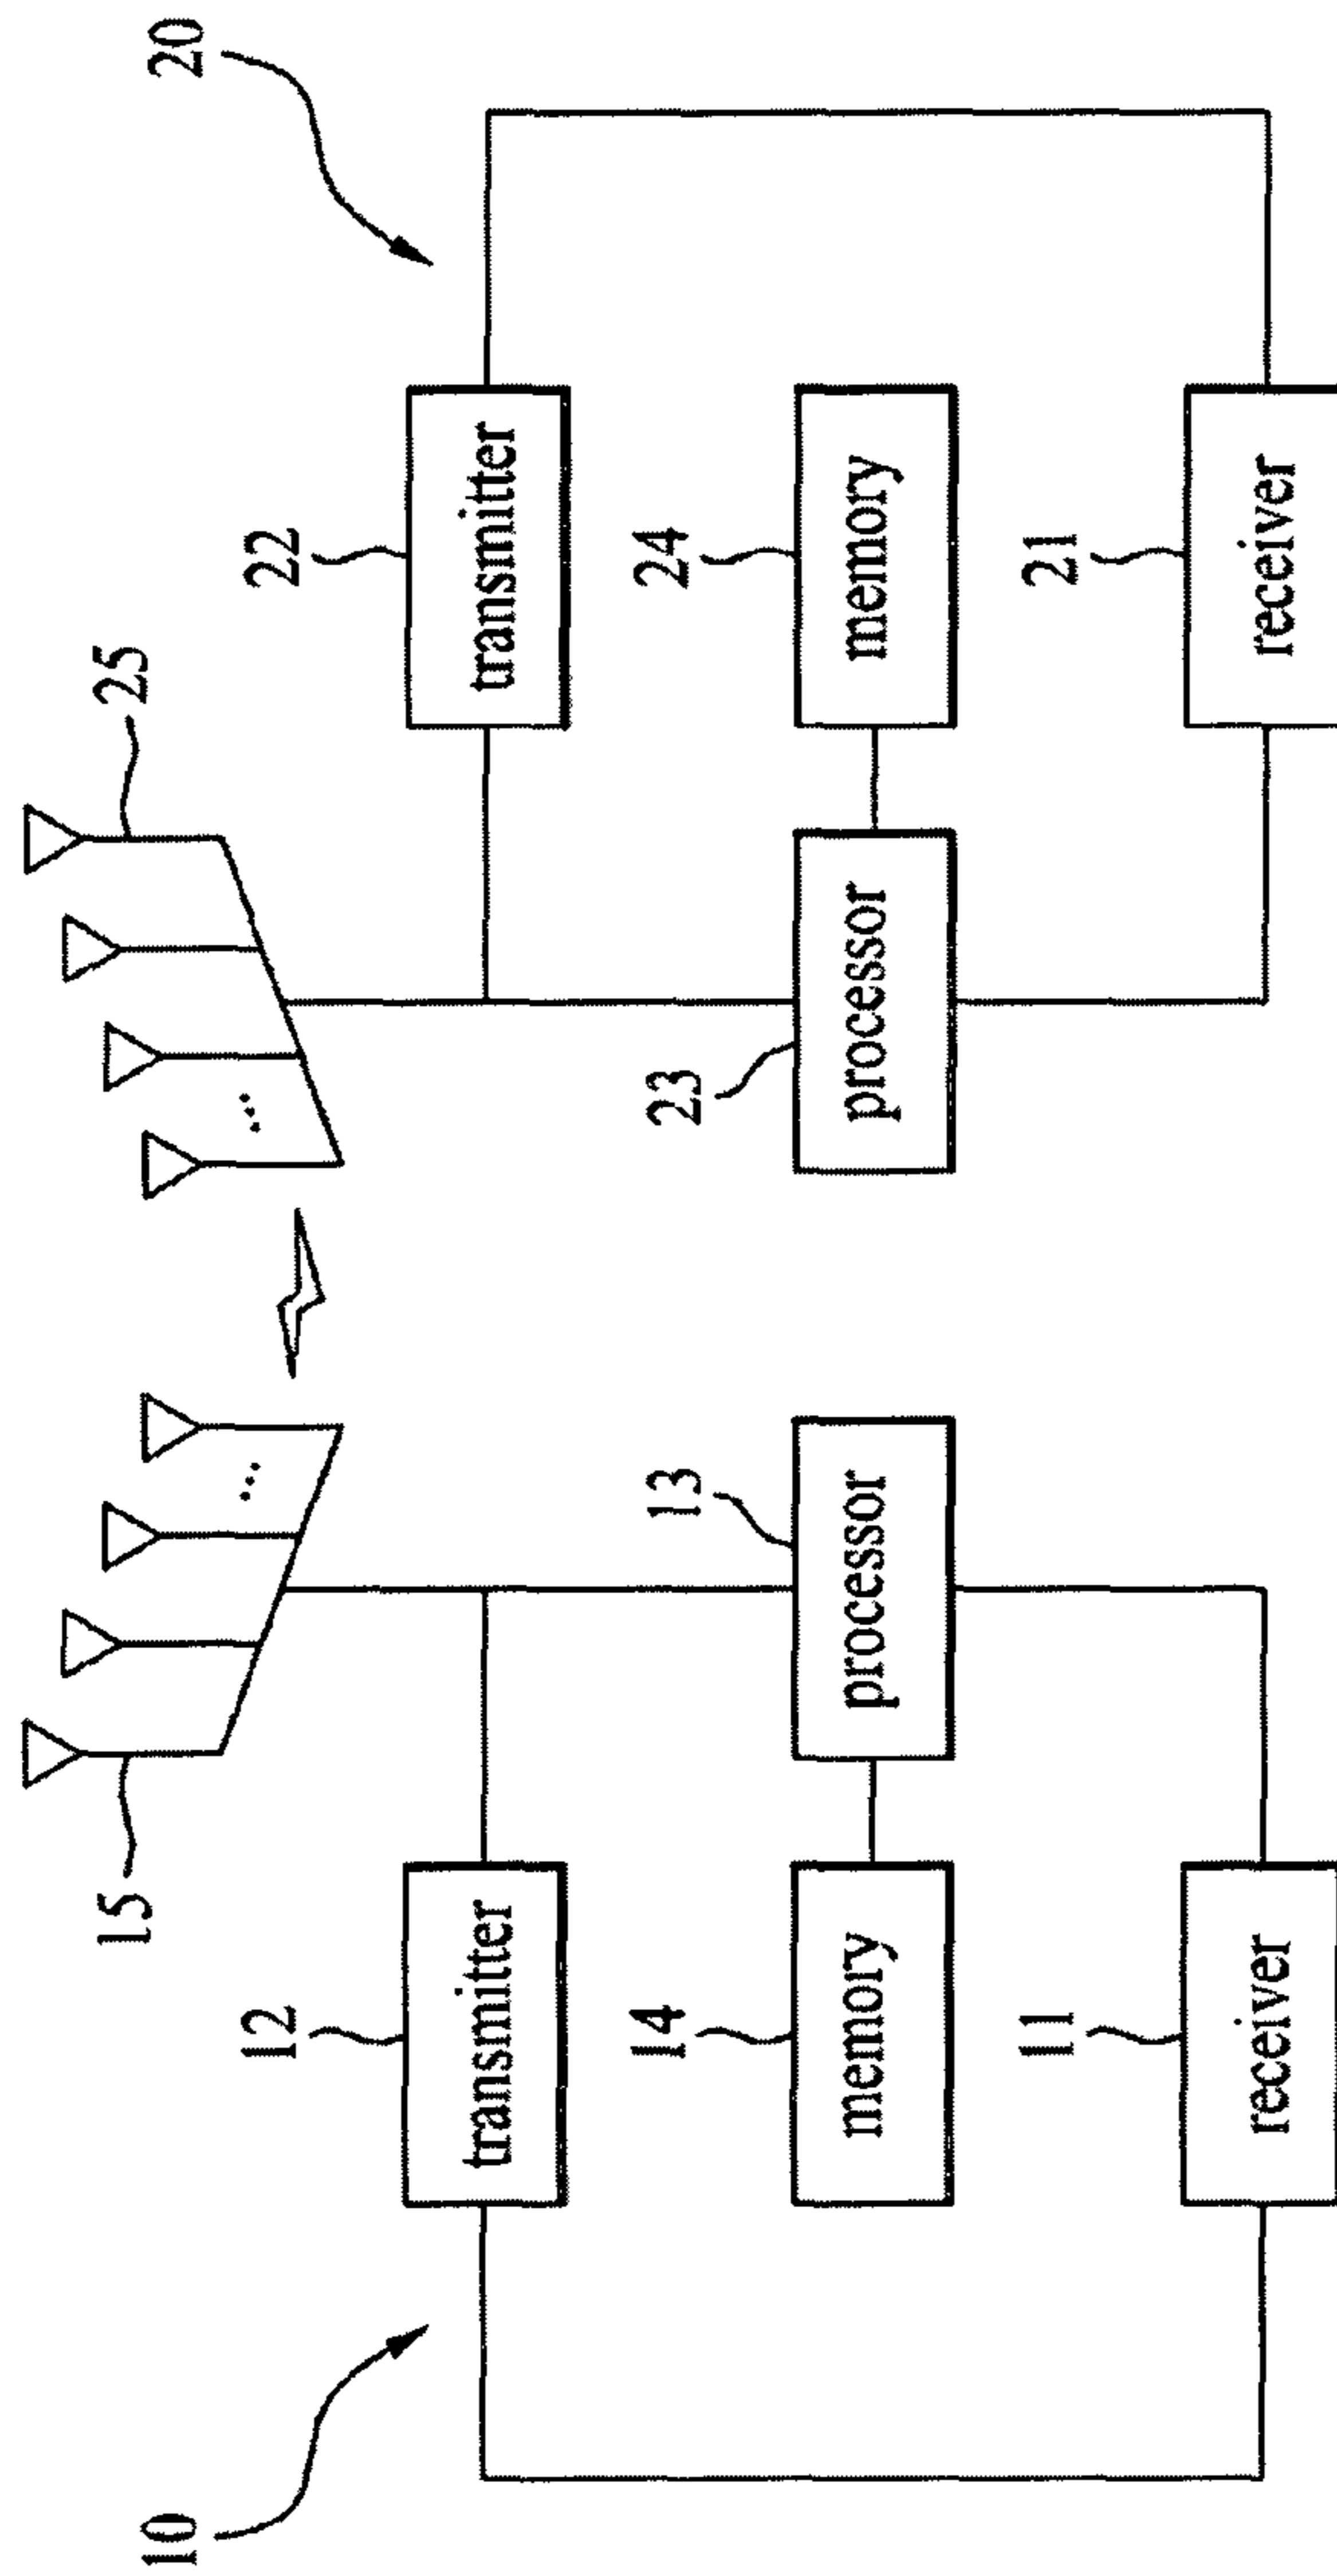 10
20
15
25
12
transmitter
22
transmitter
...
...
14
memory
13
processor
23
processor
24
memory
11
receiver
21
receiver